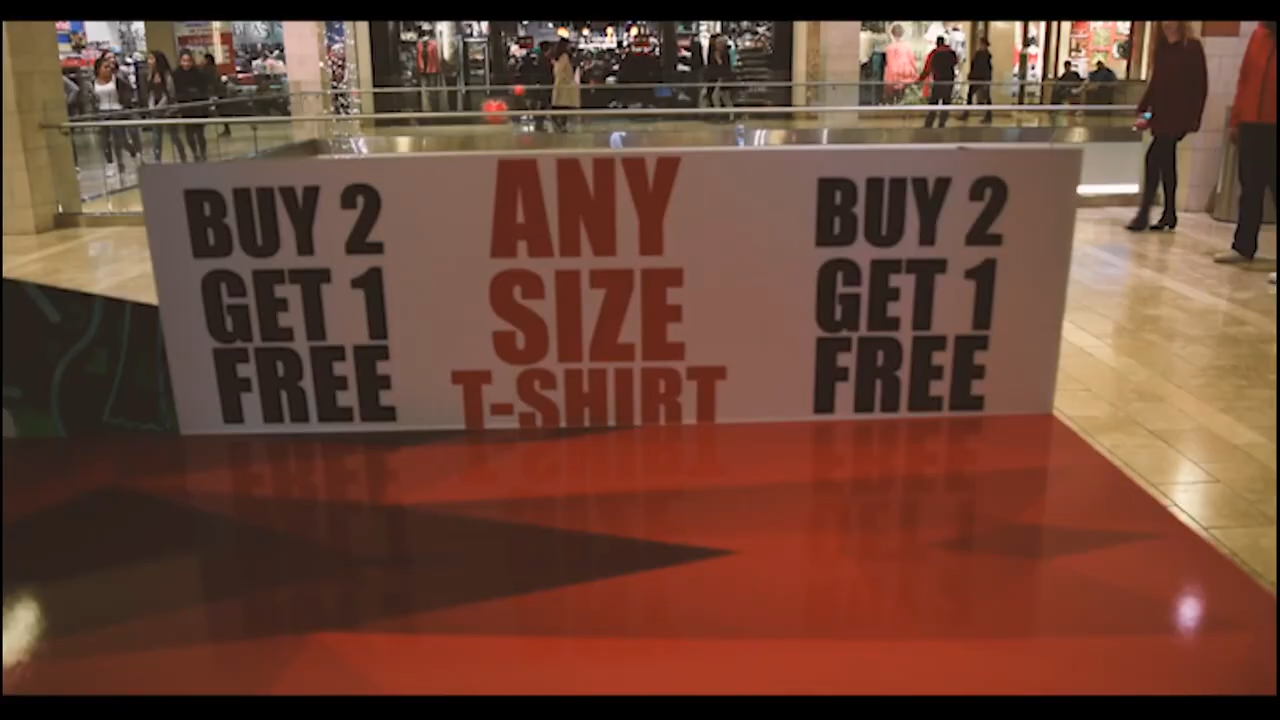 BUY 2
GET 1
FREE
ANY
SIZE
T-SHIRT
BUY 2
GET 1
FREE